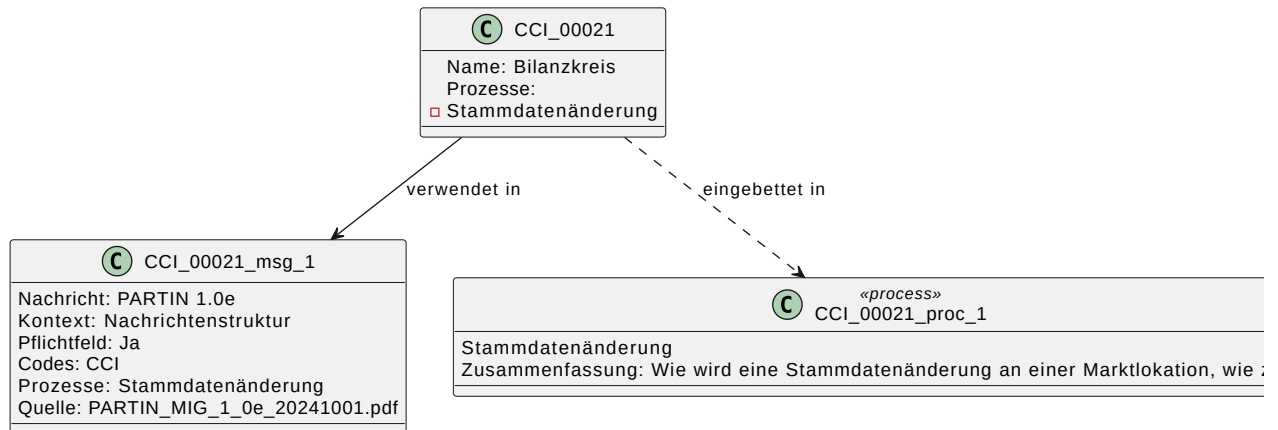 C CCI_00021
Name: Bilanzkreis
Prozesse:
Stammdatenänderung
verwendet in
eingebettet in
C CCI_00021_msg_1
Nachricht: PARTIN 1.0e
Kontext: Nachrichtenstruktur
Pflichtfeld: Ja
Codes: CCI
Prozesse: Stammdatenänderung
Quelle: PARTIN_MIG_1_0e_20241001.pdf
«process»
C CCI_00021_proc_1
Stammdatenänderung
Zusammenfassung: Wie wird eine Stammdatenänderung an einer Marktlokation, wie